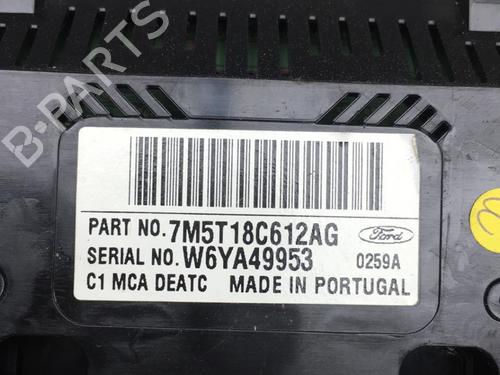 B-PARTS
PART NO. 7M5T18C612AG
Ford
SERIAL NO. W6YA49953 0259A
C1 MCA DEATC MADE IN PORTUGAL